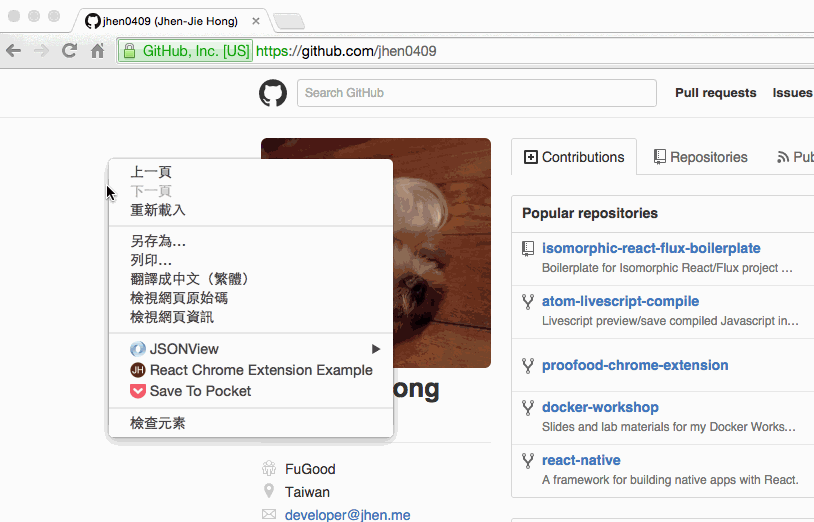 jhen0409 (Jhen-Jie Hong)
GitHub, Inc. [US] https://github.com/jhen0409
Search GitHub
Pull requests
Issues
上一頁
下一頁
重新載入
另存為...
列印...
翻譯成中文（繁體）
檢視網頁原始碼
檢視網頁資訊
JSONView
JH React Chrome Extension Example
Save To Pocket
檢查元素
ong
FuGood
Taiwan
developer@jhen.me
Contributions
Repositories
Pub
Popular repositories
isomorphic-react-flux-boilerplate
Boilerplate for Isomorphic React/Flux project ...
atom-livescript-compile
Livescript preview/save compiled Javascript in...
proofood-chrome-extension
docker-workshop
Slides and lab materials for my Docker Works...
react-native
A framework for building native apps with React.